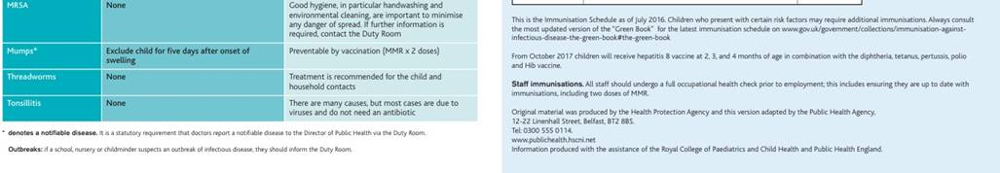 MRSA
None
Good hygiene, in particular handwashing and
environmental cleaning, are important to minimise
any danger of spread. If further information is
required, contact the Duty Room
Mumps*
Exclude child for five days after onset of
swelling
Preventable by vaccination (MMR x 2 doses)
Threadworms
None
Treatment is recommended for the child and
household contacts
Tonsillitis
None
There are many causes, but most cases are due to
viruses and do not need an antibiotic
* denotes a notifiable disease. It is a statutory requirement that doctors report a notifiable disease to the Director of Public Health via the Duty Room.
Outbreaks: if a school, nursery or childminder suspects an outbreak of infectious disease, they should inform the Duty Room.
This is the Immunisation Schedule as of July 2016. Children who present with certain risk factors may require additional immunisations. Always consult
the most updated version of the "Green Book" for the latest immunisation schedule on www.gov.uk/government/collections/immunisation-against-
infectious-disease-the-green-book#the-green-book
From October 2017 children will receive hepatitis B vaccine at 2, 3, and 4 months of age in combination with the diphtheria, tetanus, pertussis, polio
and Hib vaccine.
Staff immunisations. All staff should undergo a full occupational health check prior to employment; this includes ensuring they are up to date with
immunisations, including two doses of MMR.
Original material was produced by the Health Protection Agency and this version adapted by the Public Health Agency,
12-22 Linenhall Street, Belfast, BT2 8BS.
Tel: 0300 555 0114.
www.publichealth.hscni.net
Information produced with the assistance of the Royal College of Paediatrics and Child Health and Public Health England.